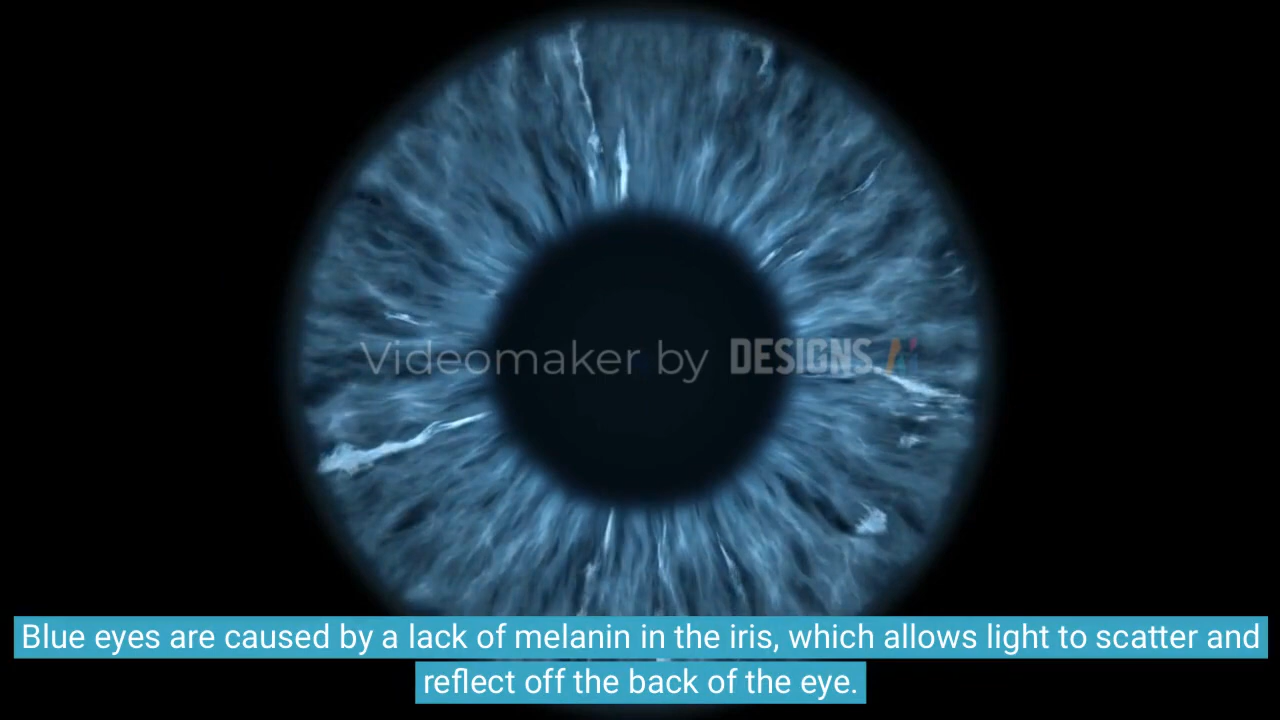 Videomaker by DESIGNS.Ai
Blue eyes are caused by a lack of melanin in the iris, which allows light to scatter and
reflect off the back of the eye.